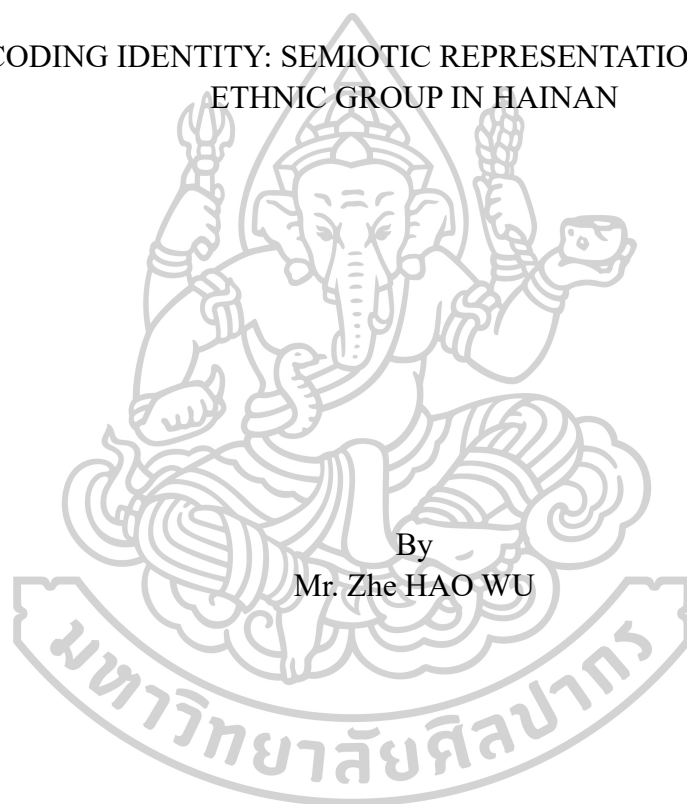 CODING IDENTITY: SEMIOTIC REPRESENTATIO
ETHNIC GROUP IN HAINAN
By
Mr. Zhe HAO WU
มหาวิทยาลัยศิลปากร